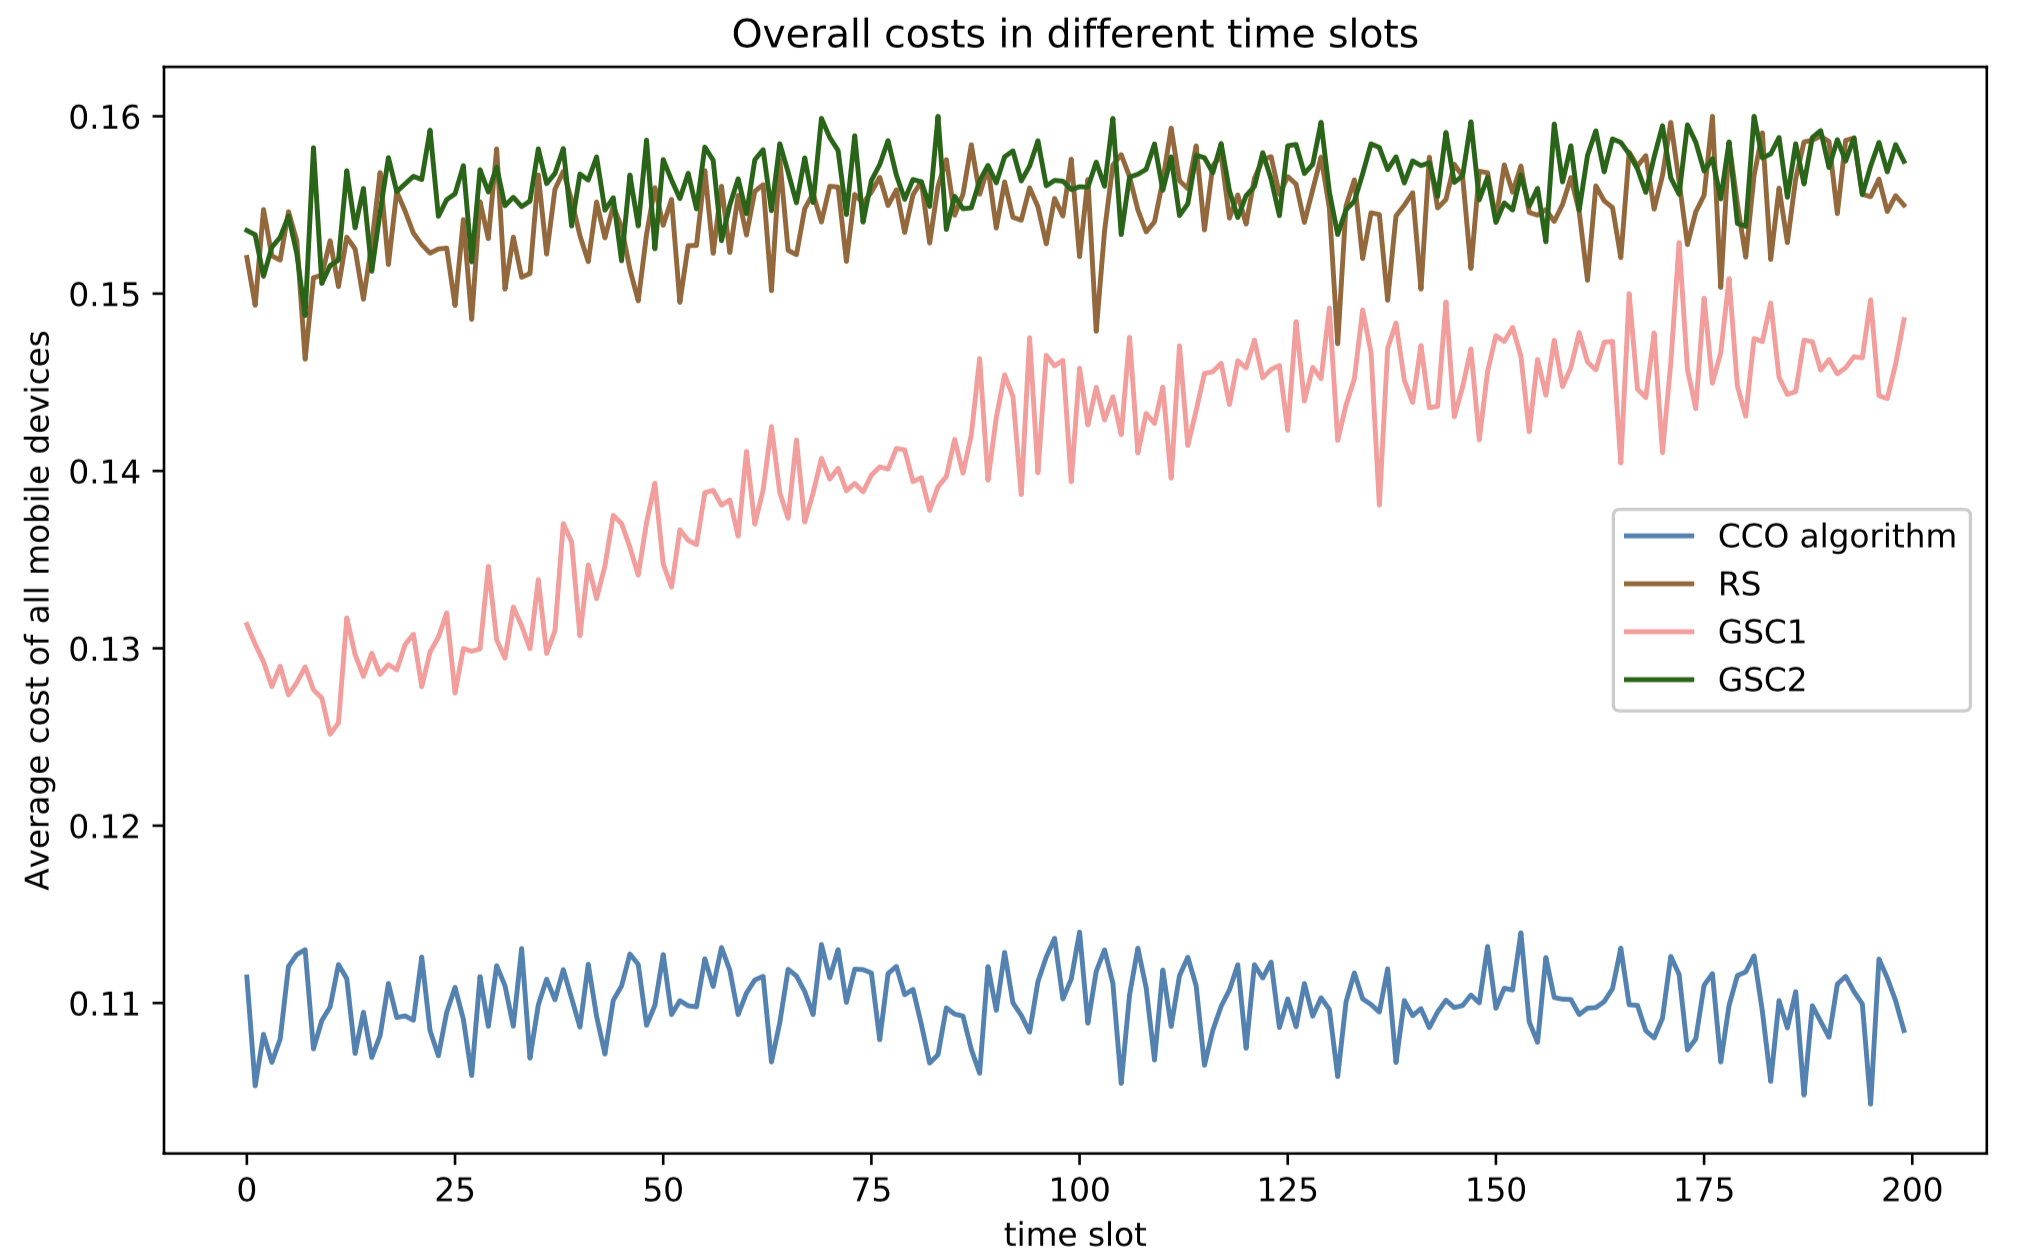 Overall costs in different time slots
Average cost of all mobile devices
0.16
0.15
0.14
0.13
0.12
0.11
CCO algorithm
RS
GSC1
GSC2
0 25 50 75 100 125 150 175 200
time slot